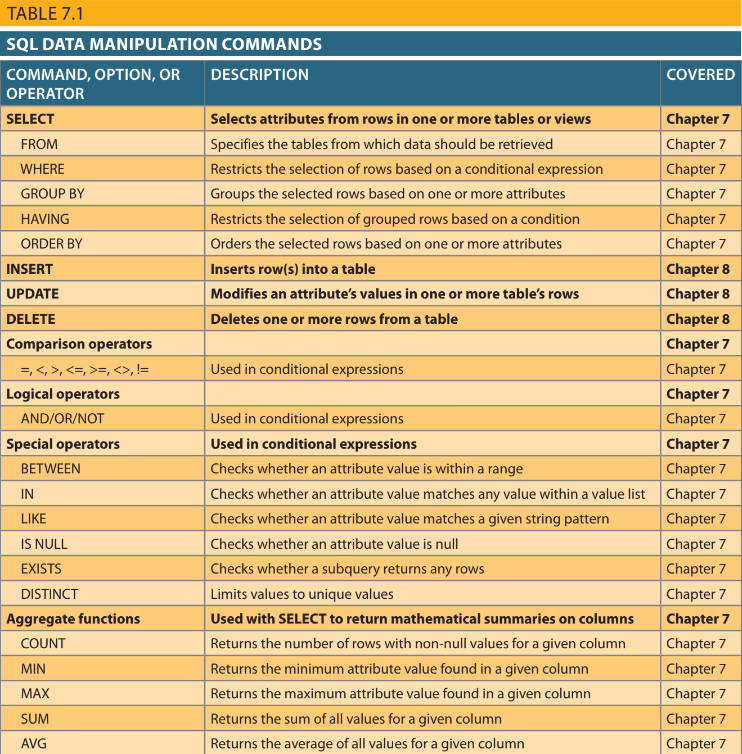 TABLE 7.1
SQL DATA MANIPULATION COMMANDS
COMMAND, OPTION, OR OPERATOR DESCRIPTION COVERED
SELECT Selects attributes from rows in one or more tables or views Chapter 7
FROM Specifies the tables from which data should be retrieved Chapter 7
WHERE Restricts the selection of rows based on a conditional expression Chapter 7
GROUP BY Groups the selected rows based on one or more attributes Chapter 7
HAVING Restricts the selection of grouped rows based on a condition Chapter 7
ORDER BY Orders the selected rows based on one or more attributes Chapter 7
INSERT Inserts row(s) into a table Chapter 8
UPDATE Modifies an attribute’s values in one or more table’s rows Chapter 8
DELETE Deletes one or more rows from a table Chapter 8
Comparison operators Chapter 7
=, <, >, <=, >=, <>, != Used in conditional expressions Chapter 7
Logical operators Chapter 7
AND/OR/NOT Used in conditional expressions Chapter 7
Special operators Used in conditional expressions Chapter 7
BETWEEN Checks whether an attribute value is within a range Chapter 7
IN Checks whether an attribute value matches any value within a value list Chapter 7
LIKE Checks whether an attribute value matches a given string pattern Chapter 7
IS NULL Checks whether an attribute value is null Chapter 7
EXISTS Checks whether a subquery returns any rows Chapter 7
DISTINCT Limits values to unique values Chapter 7
Aggregate functions Used with SELECT to return mathematical summaries on columns Chapter 7
COUNT Returns the number of rows with non-null values for a given column Chapter 7
MIN Returns the minimum attribute value found in a given column Chapter 7
MAX Returns the maximum attribute value found in a given column Chapter 7
SUM Returns the sum of all values for a given column Chapter 7
AVG Returns the average of all values for a given column Chapter 7